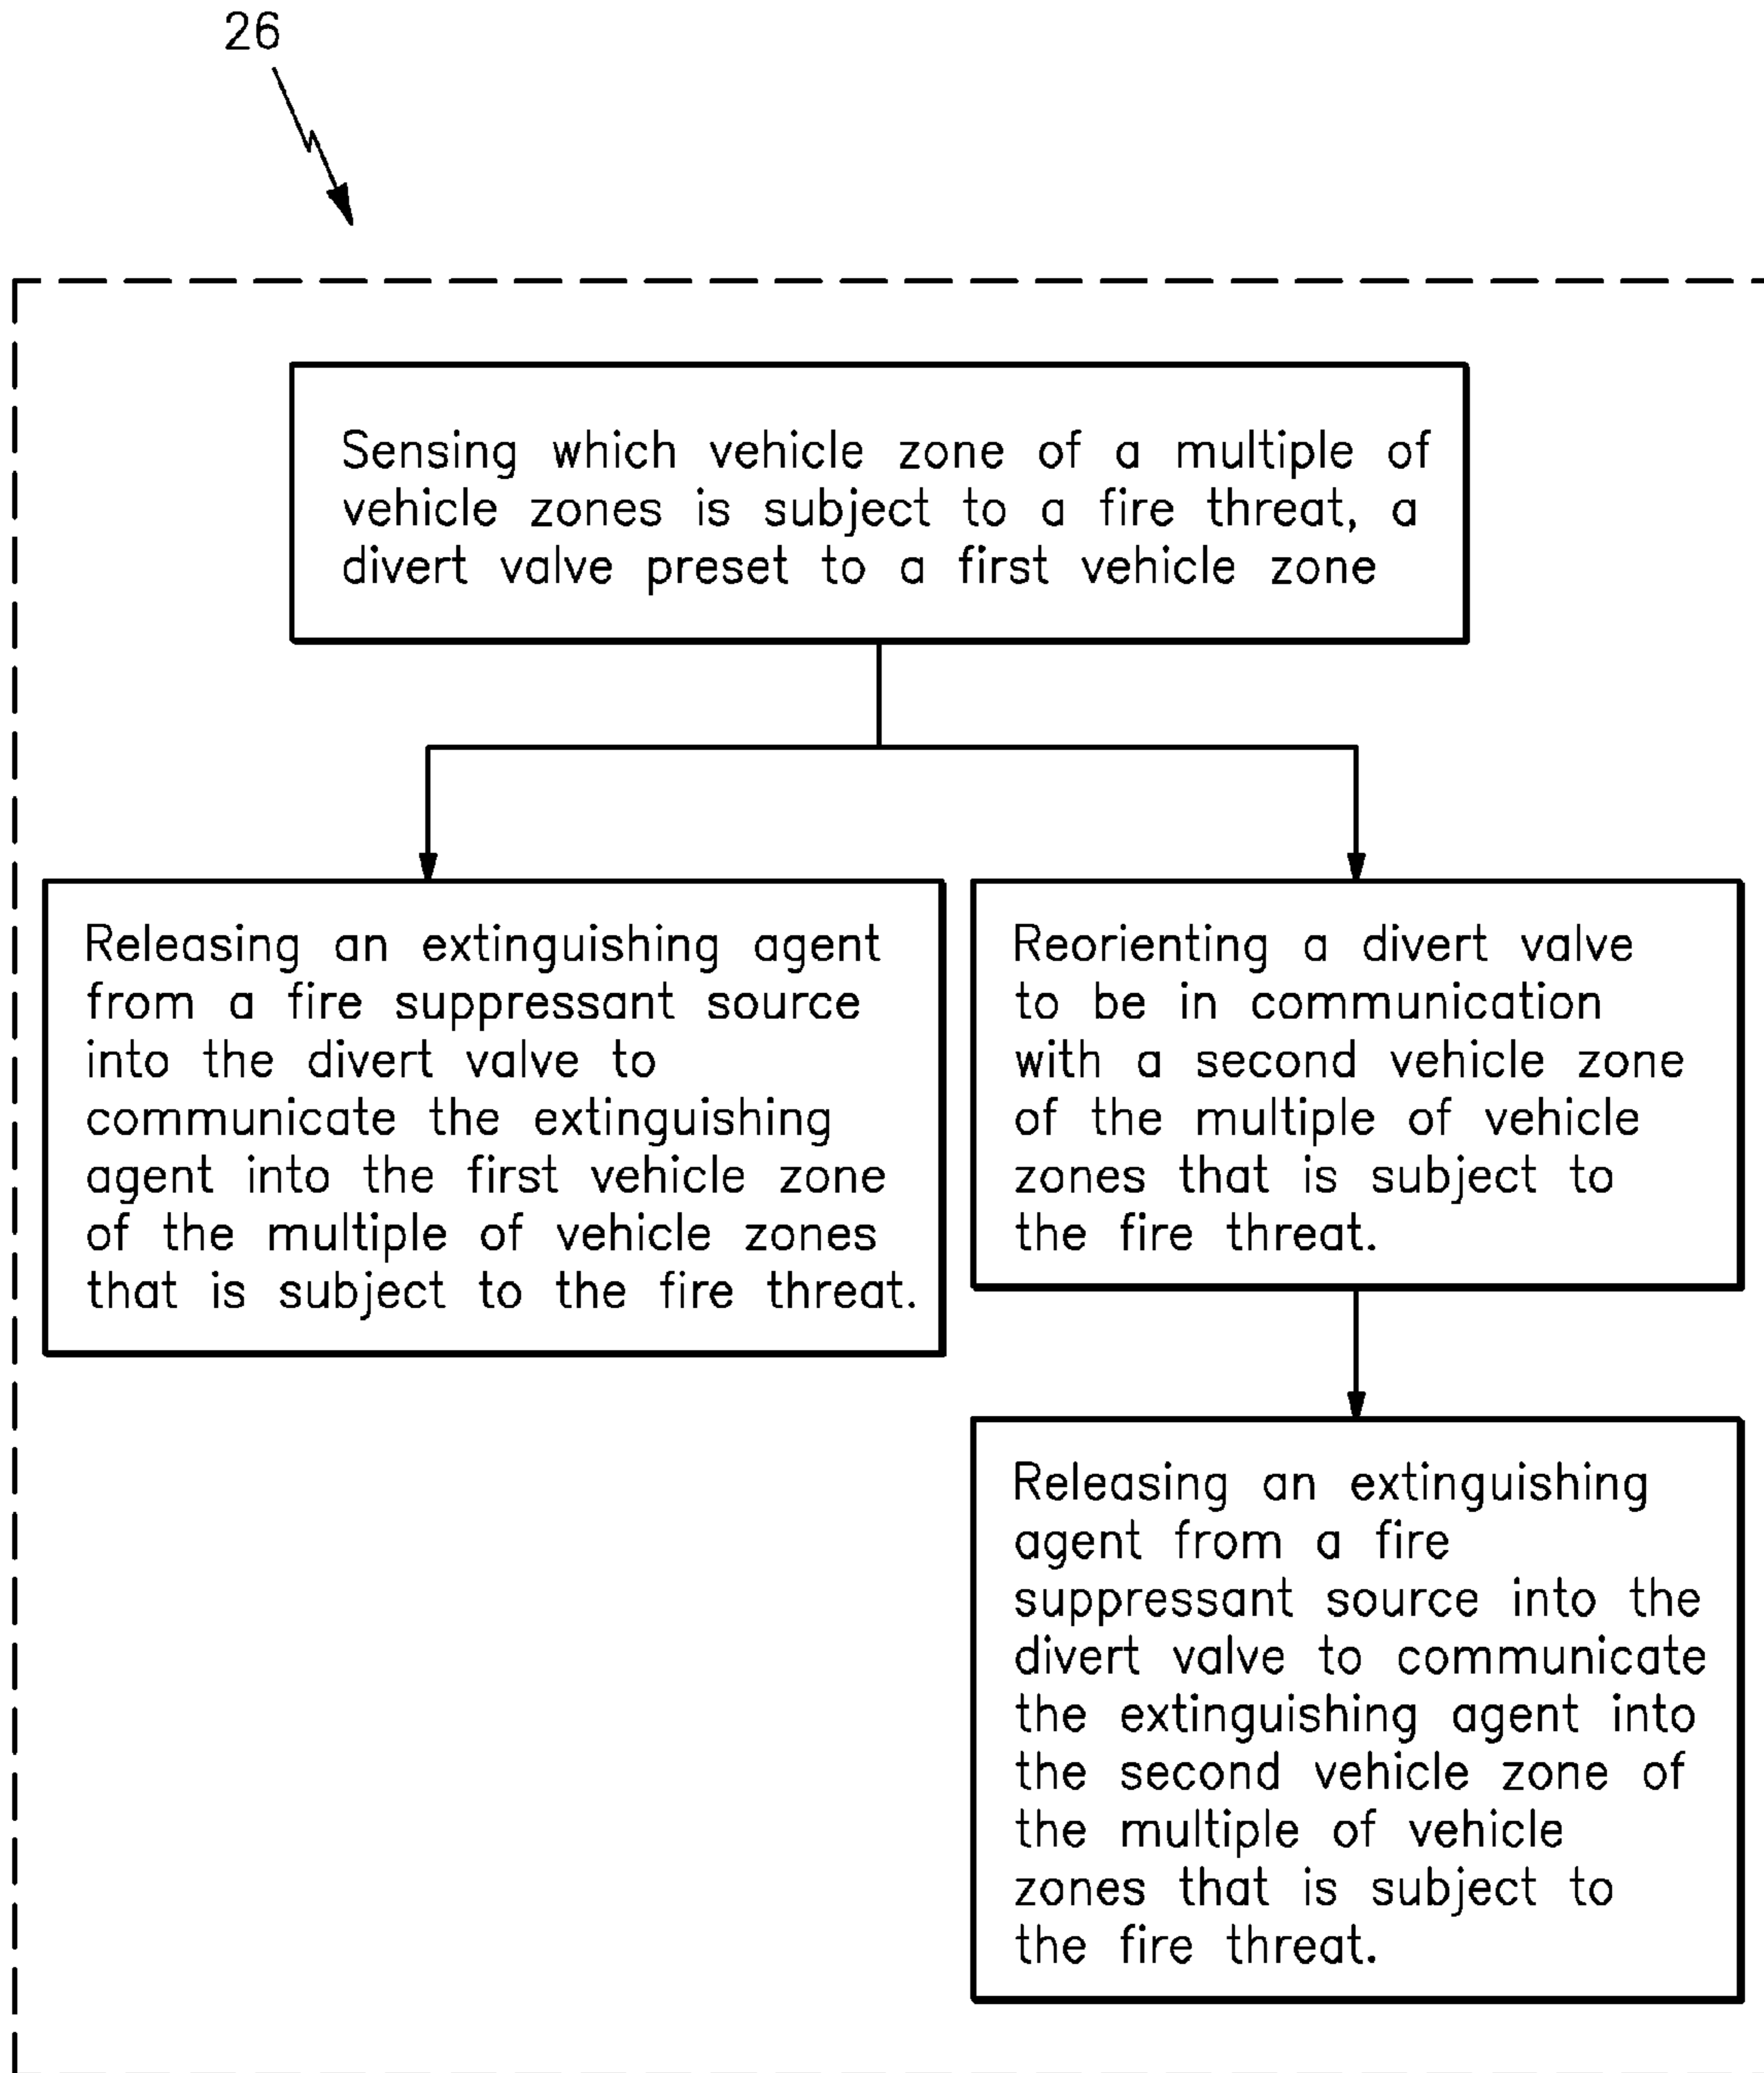 26
Sensing which vehicle zone of a multiple of
vehicle zones is subject to a fire threat, a
divert valve preset to a first vehicle zone
Releasing an extinguishing agent
from a fire suppressant source
into the divert valve to
communicate the extinguishing
agent into the first vehicle zone
of the multiple of vehicle zones
that is subject to the fire threat.
Reorienting a divert valve
to be in communication
with a second vehicle zone
of the multiple of vehicle
zones that is subject to
the fire threat.
Releasing an extinguishing
agent from a fire
suppressant source into the
divert valve to communicate
the extinguishing agent into
the second vehicle zone of
the multiple of vehicle
zones that is subject to
the fire threat.